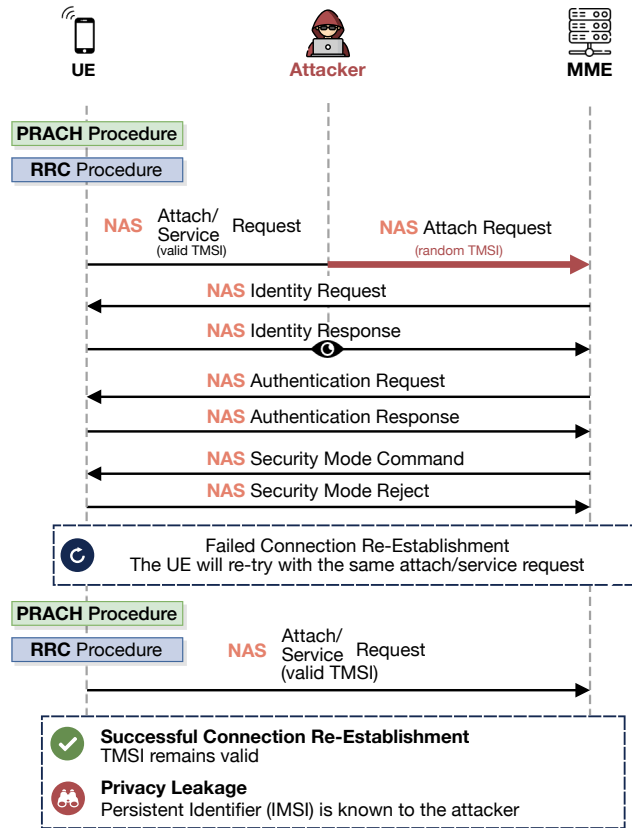 UE
Attacker
MME
PRACH Procedure
RRC Procedure
NAS Attach/ Service Request
(valid TMSI)
NAS Attach Request
(random TMSI)
NAS Identity Request
NAS Identity Response
NAS Authentication Request
NAS Authentication Response
NAS Security Mode Command
NAS Security Mode Reject
Failed Connection Re-Establishment
The UE will re-try with the same attach/service request
PRACH Procedure
RRC Procedure
NAS Attach/ Service Request
(valid TMSI)
Successful Connection Re-Establishment
TMSI remains valid
Privacy Leakage
Persistent Identifier (IMSI) is known to the attacker